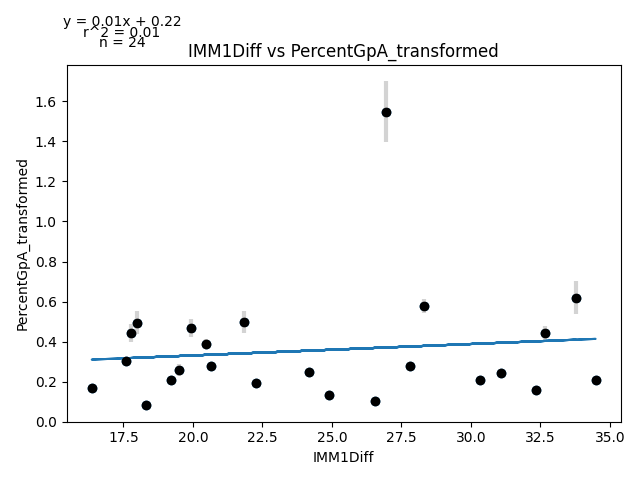 y = 0.01x + 0.22
r^2 = 0.01
n = 24
IMM1Diff vs PercentGpA_transformed
PercentGpA_transformed
1.6
1.4
1.2
1.0
0.8
0.6
0.4
0.2
0.0
17.5 20.0 22.5 25.0 27.5 30.0 32.5 35.0
IMM1Diff